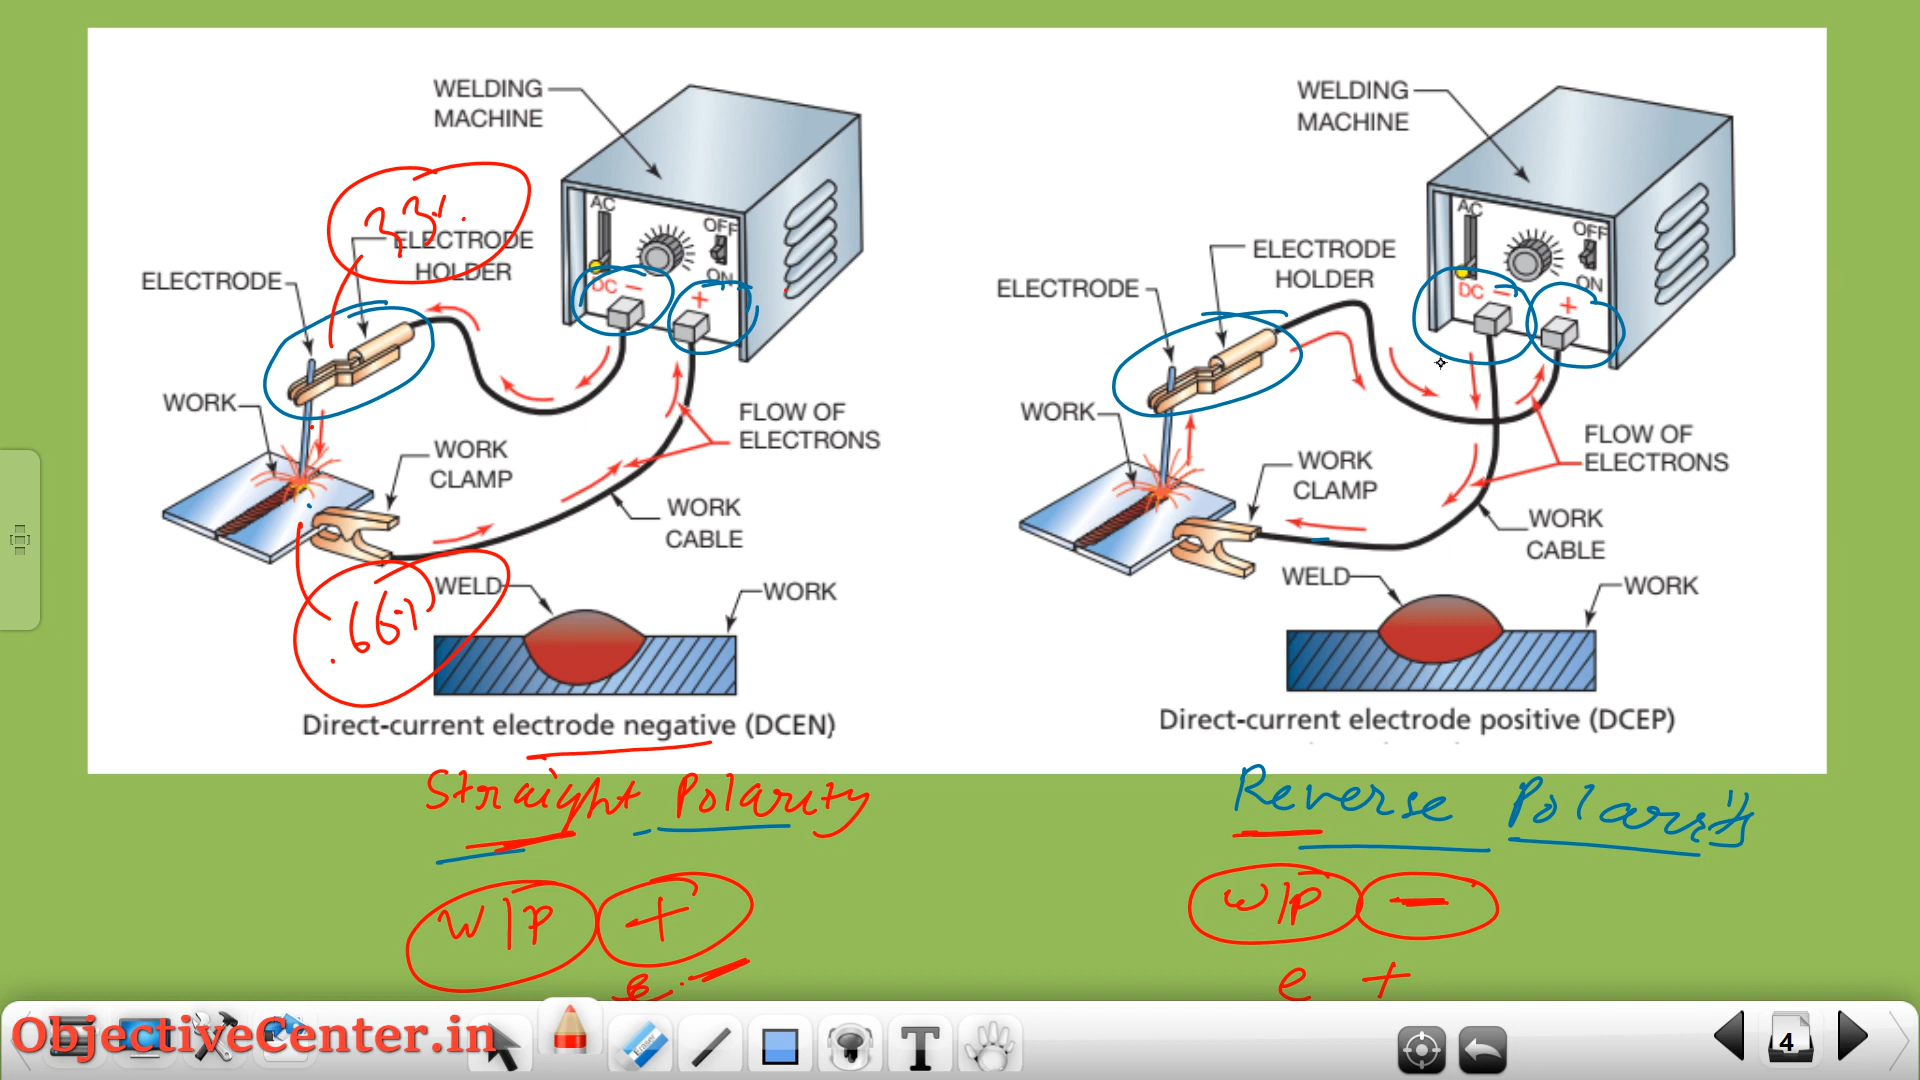 WELDING
MACHINE
AC
OFF
ON
DC − +
33%.
ELECTRODE
HOLDER
ELECTRODE
WORK
WORK
CLAMP
FLOW OF
ELECTRONS
WORK
CABLE
66%
WELD
WORK
Direct-current electrode negative (DCEN)
Straight Polarity
W/P +
e. −
WELDING
MACHINE
AC
OFF
ON
DC − +
ELECTRODE
HOLDER
ELECTRODE
WORK
WORK
CLAMP
FLOW OF
ELECTRONS
WORK
CABLE
WELD
WORK
Direct-current electrode positive (DCEP)
Reverse Polarity
W/P −
e +
ObjectiveCenter.in
Eraser
T
4